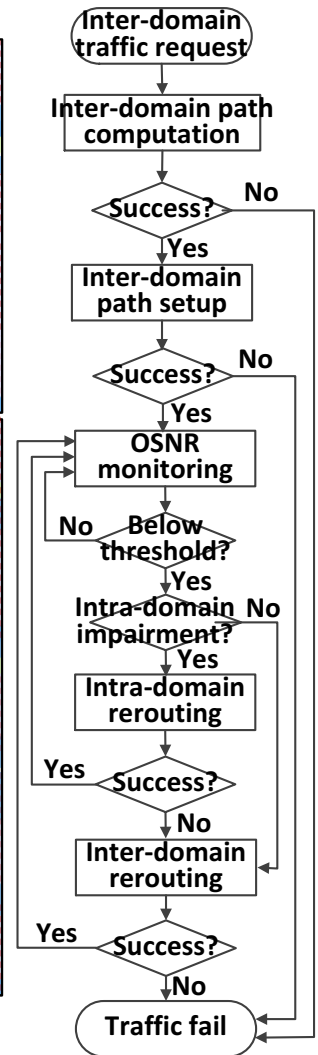 Inter-domain
traffic request
Inter-domain path
computation
Success?
No
Yes
Inter-domain
path setup
Success?
No
Yes
OSNR
monitoring
No
Below
threshold?
Yes
Intra-domain
impairment?
No
Yes
Intra-domain
rerouting
Yes
Success?
No
Inter-domain
rerouting
Yes
Success?
No
Traffic fail